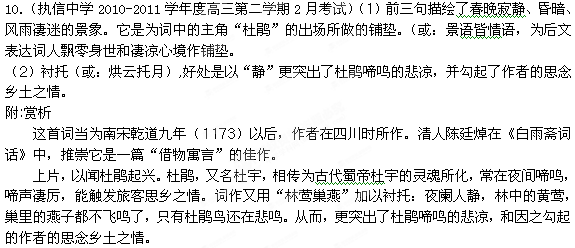 10.（执信中学 2010-2011 学年度高三第二学期 2 月考试）（1）前三句描绘了春晚寂静、昏暗、
风雨凄迷的景象。它是为词中的主角“杜鹃”的出场所做的铺垫。（或：景语皆情语，为后文
表达词人飘零身世和凄凉心境作铺垫。
（2）衬托（或：烘云托月）,好处是以“静”更突出了杜鹃啼鸣的悲凉，并勾起了作者的思念
乡土之情。
附:赏析
这首词当为南宋乾道九年（1173）以后，作者在四川时所作。清人陈廷焯在《白雨斋词
话》中，推崇它是一篇“借物寓言”的佳作。
上片，以闻杜鹃起兴。杜鹃，又名杜宇，相传为古代蜀帝杜宇的灵魂所化，常在夜间啼鸣，
啼声凄厉，能触发旅客思乡之情。词作又用“林莺巢燕”加以衬托：夜阑人静，林中的黄莺，
巢里的燕子都不飞鸣了，只有杜鹃鸟还在悲鸣。从而，更突出了杜鹃啼鸣的悲凉，和因之勾起
的作者的思念乡土之情。